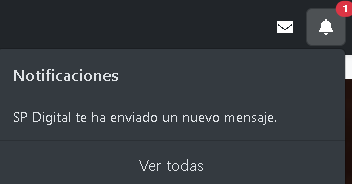 1
Notificaciones
SP Digital te ha enviado un nuevo mensaje.
Ver todas